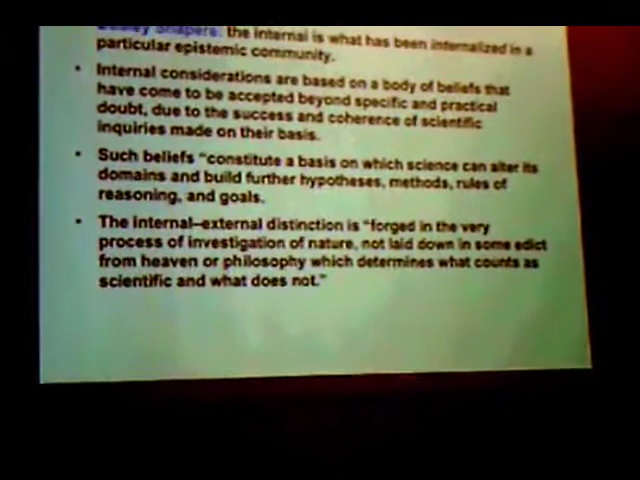 Shapere: the internal is what has been internalized in a
particular epistemic community.
• Internal considerations are based on a body of beliefs that
have come to be accepted beyond specific and practical
doubt, due to the success and coherence of scientific
inquiries made on their basis.
• Such beliefs "constitute a basis on which science can alter its
domains and build further hypotheses, methods, rules of
reasoning, and goals.
• The internal–external distinction is "forged in the very
process of investigation of nature, not laid down in some edict
from heaven or philosophy which determines what counts as
scientific and what does not."